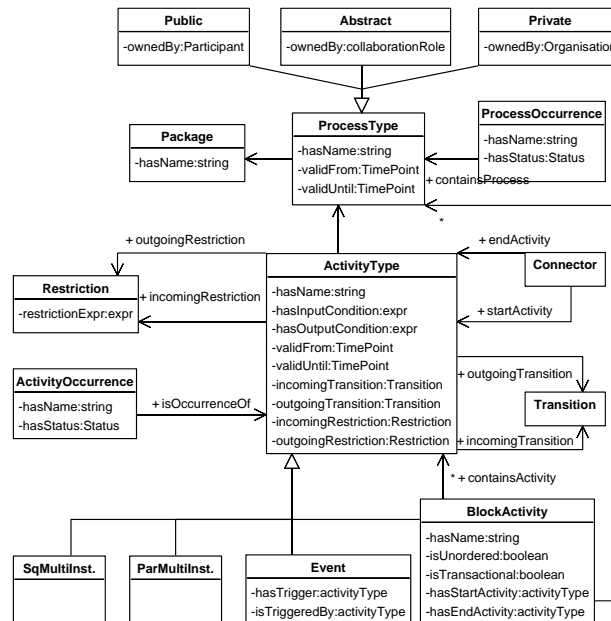 Public
-ownedBy:Participant
Abstract
-ownedBy:collaborationRole
Private
-ownedBy:Organisation
Package
-hasName:string
ProcessType
-hasName:string
-validFrom:TimePoint
-validUntil:TimePoint
ProcessOccurrence
-hasName:string
-hasStatus:Status
+ containsProcess
*
+ outgoingRestriction
+ endActivity
Restriction
-restrictionExpr:expr
+ incomingRestriction
ActivityType
-hasName:string
-hasInputCondition:expr
-hasOutputCondition:expr
-validFrom:TimePoint
-validUntil:TimePoint
-incomingTransition:Transition
-outgoingTransition:Transition
-incomingRestriction:Restriction
-outgoingRestriction:Restriction
Connector
+ startActivity
ActivityOccurrence
-hasName:string
-hasStatus:Status
+ isOccurrenceOf
+ outgoingTransition
Transition
+ incomingTransition
* + containsActivity
SqMultiInst.
ParMultiInst.
Event
-hasTrigger:activityType
-isTriggeredBy:activityType
BlockActivity
-hasName:string
-isUnordered:boolean
-isTransactional:boolean
-hasStartActivity:activityType
-hasEndActivity:activityType